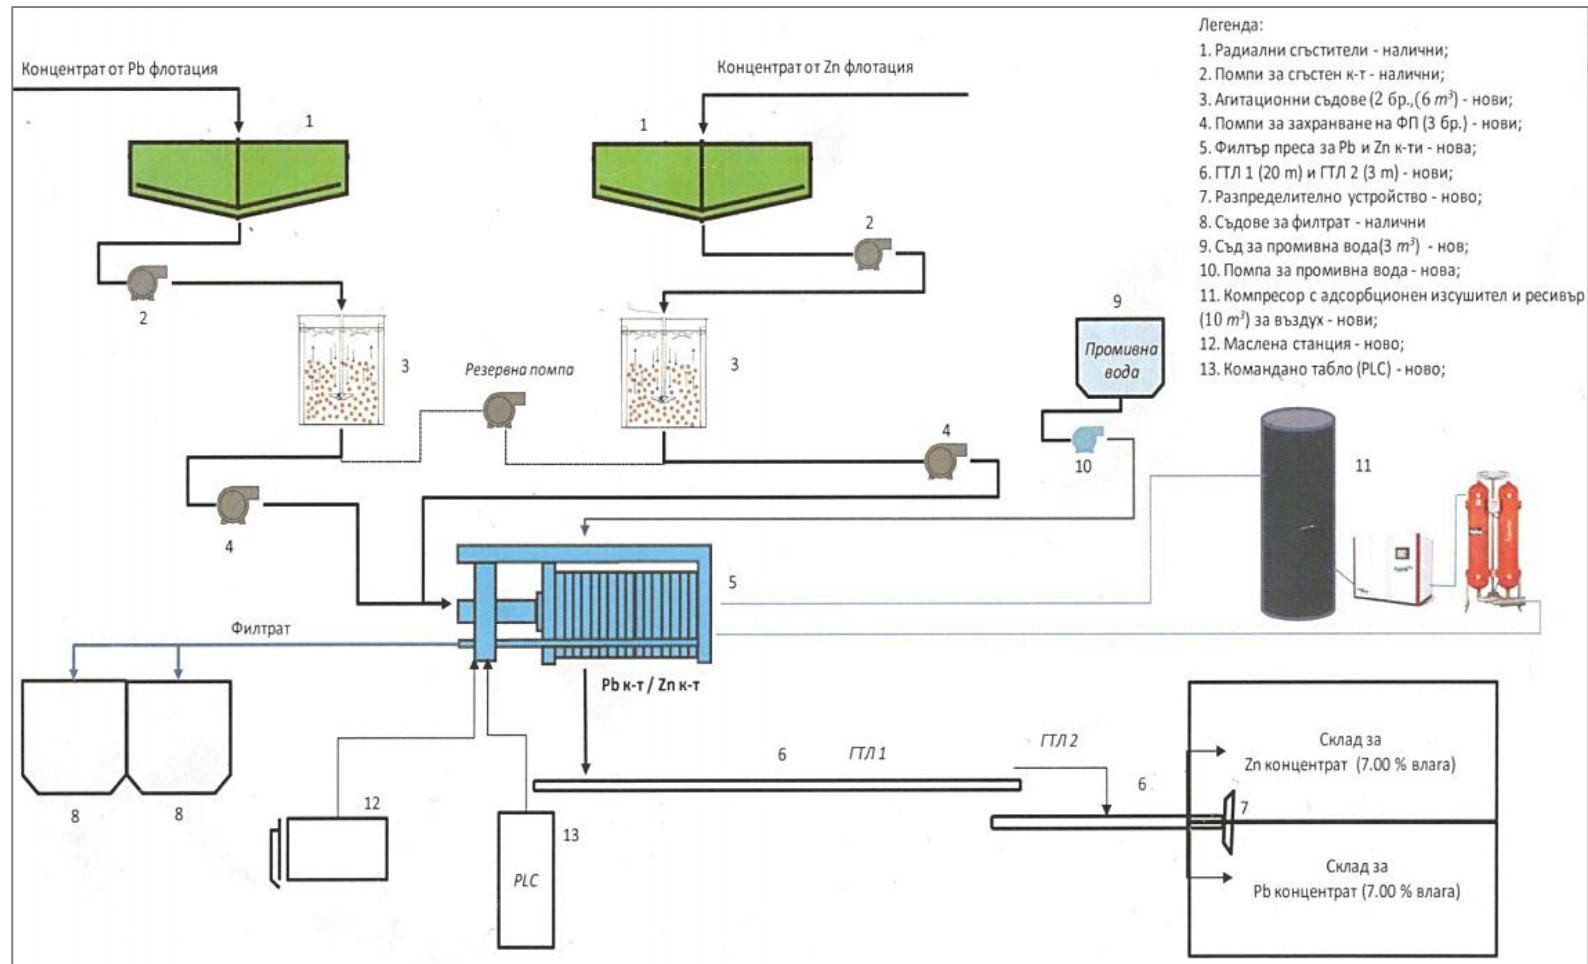 Легенда:
1. Радиални сгъстители - налични;
2. Помпи за сгъстен к-т - налични;
3. Агитационни съдове (2 бр.,(6 m³) - нови;
4. Помпи за захранване на ФП (3 бр.) - нови;
5. Филтър преса за Pb и Zn к-ти - нова;
6. ГТЛ 1 (20 m) и ГТЛ 2 (3 m) - нови;
7. Разпределително устройство - ново;
8. Съдове за филтрат - налични
9. Съд за промивна вода(3 m³) - нов;
10. Помпа за промивна вода - нова;
11. Компресор с адсорбционен изсушител и ресивър
(10 m³) за въздух - нови;
12. Маслена станция - ново;
13. Командано табло (PLC) - ново;
Концентрат от Pb флотация
Концентрат от Zn флотация
1
1
2
2
3
3
Резервна помпа
9
Промивна
вода
4
4
10
11
5
Филтрат
Pb к-т / Zn к-т
8
8
12
13
PLC
6
ГТЛ 1
ГТЛ 2
6
7
Склад за
Zn концентрат (7.00 % влага)
Склад за
Pb концентрат (7.00 % влага)